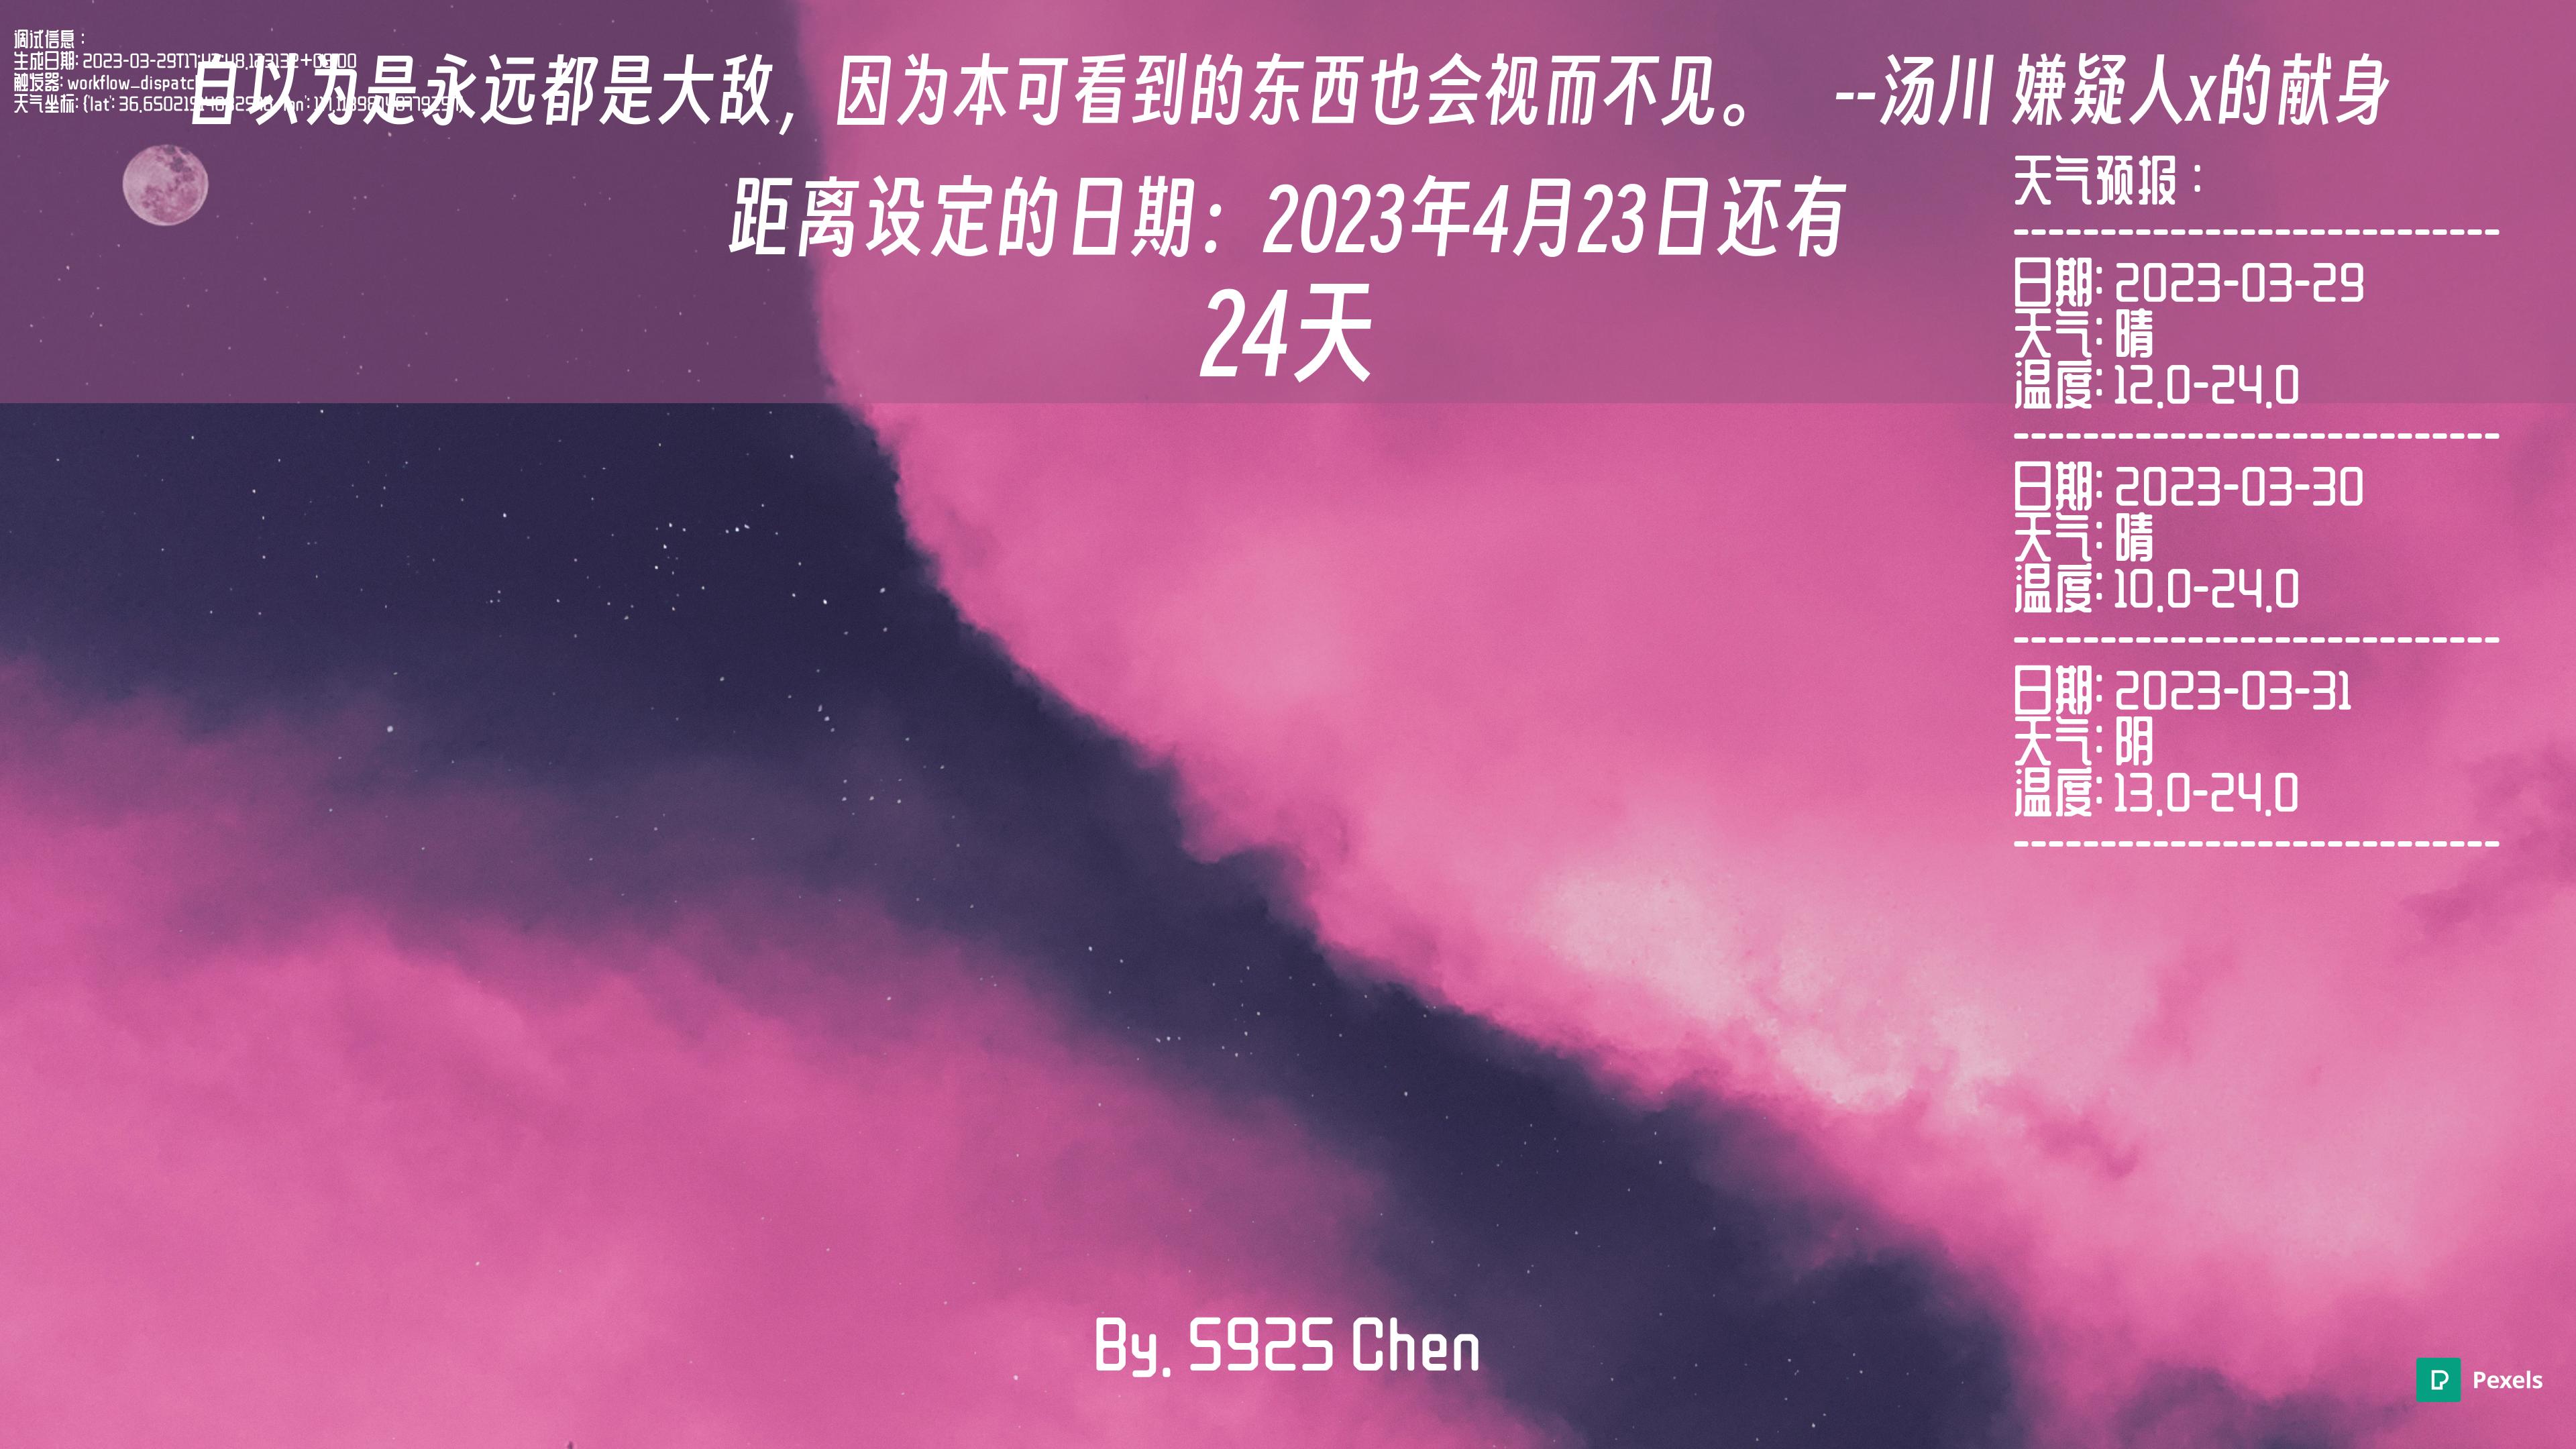 调试信息：
生成日期: 2023-03-29T17
触发器: workflow_dispatc
天气坐标: {'lat': 36.65021
自以为是永远都是大敌，因为本可看到的东西也会视而不见。 --汤川 嫌疑人x的献身
距离设定的日期：2023年4月23日还有
24天
天气预报：
----------------------------
日期: 2023-03-29
天气: 晴
温度: 12.0-24.0
----------------------------
日期: 2023-03-30
天气: 晴
温度: 10.0-24.0
----------------------------
日期: 2023-03-31
天气: 阴
温度: 13.0-24.0
----------------------------
By. S92S Chen
Pexels